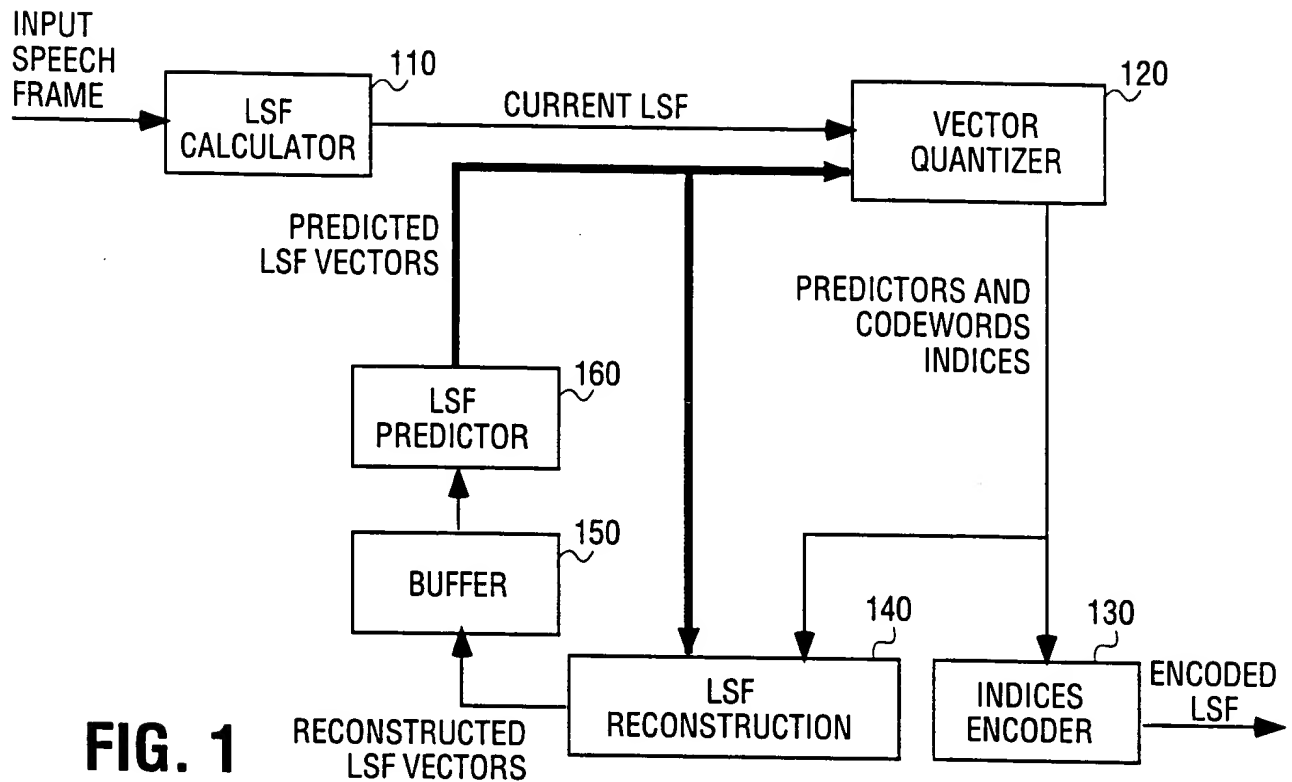 INPUT
SPEECH
FRAME
110
LSF
CALCULATOR
CURRENT LSF
120
VECTOR
QUANTIZER
PREDICTED
LSF VECTORS
PREDICTORS AND
CODEWORDS
INDICES
160
LSF
PREDICTOR
150
BUFFER
140
LSF
RECONSTRUCTION
130
INDICES
ENCODER
ENCODED
LSF
RECONSTRUCTED
LSF VECTORS
FIG. 1